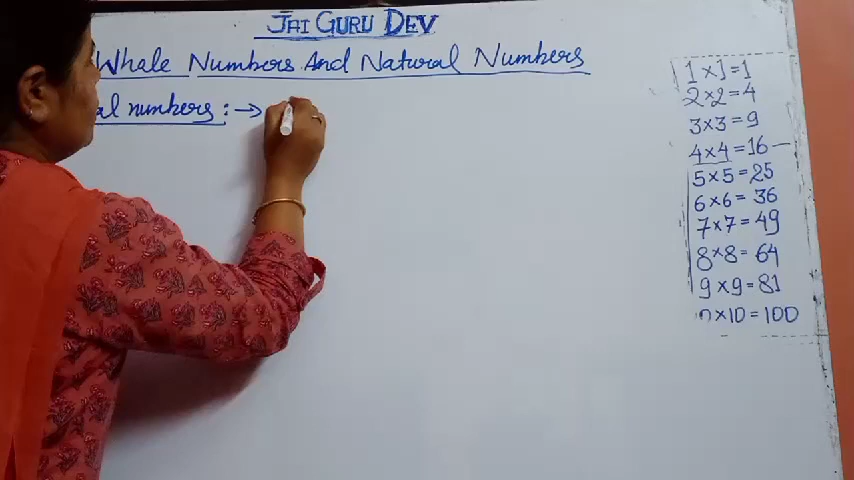 JAI GURU DEV
Whale Numbers And Natural Numbers
al numbers : →
1 × 1 = 1
2 × 2 = 4
3 × 3 = 9
4 × 4 = 16
5 × 5 = 25
6 × 6 = 36
7 × 7 = 49
8 × 8 = 64
9 × 9 = 81
0 × 10 = 100